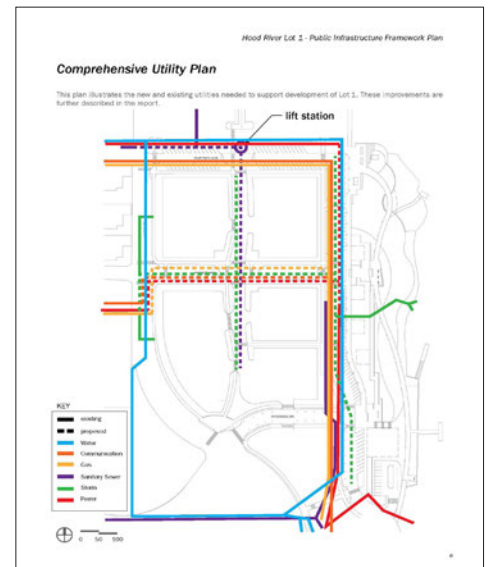 Hood River Lot 1 - Public Infrastructure Framework Plan
Comprehensive Utility Plan
This plan illustrates the new and existing utilities needed to support development of Lot 1. These improvements are
further described in the report.
lift station
KEY
existing
proposed
Water
Communication
Gas
Sanitary Sewer
Storm
Power
0 50 100